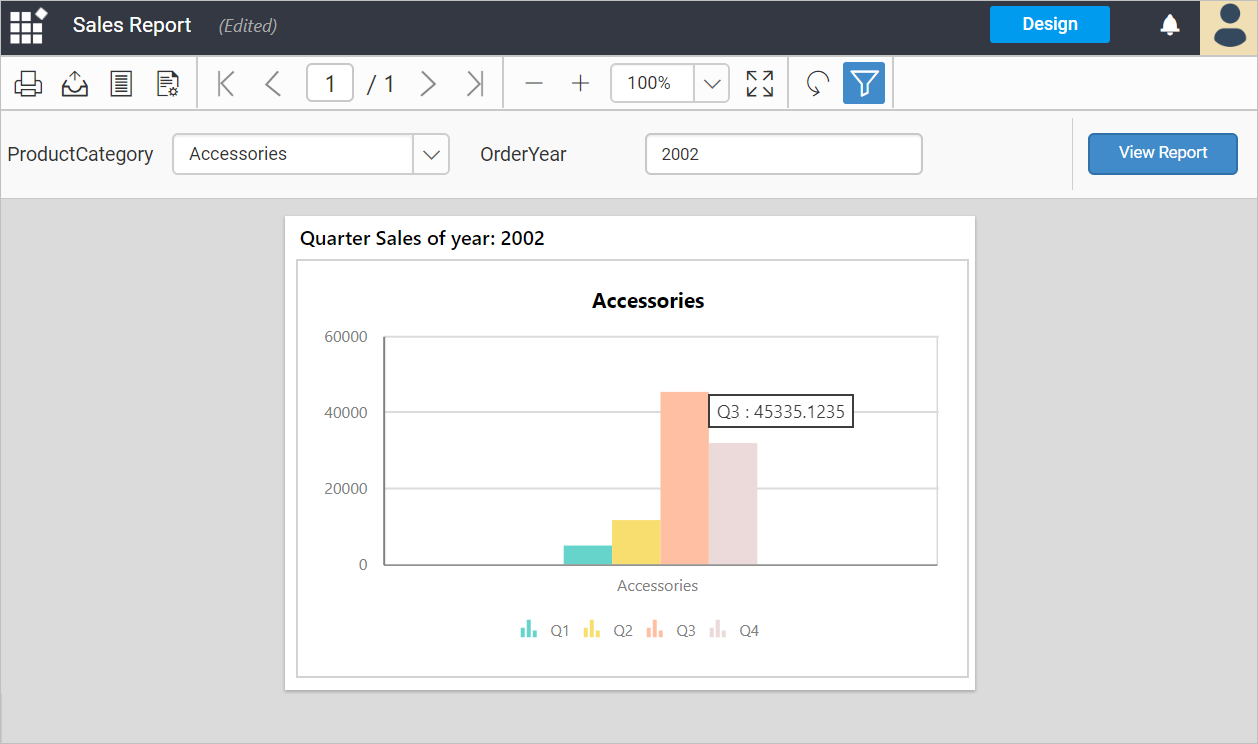 Sales Report (Edited) Design
1 / 1 100%
ProductCategory Accessories OrderYear 2002 View Report
Quarter Sales of year: 2002
Accessories
60000
40000
Q3 : 45335.1235
20000
0
Accessories
Q1 Q2 Q3 Q4